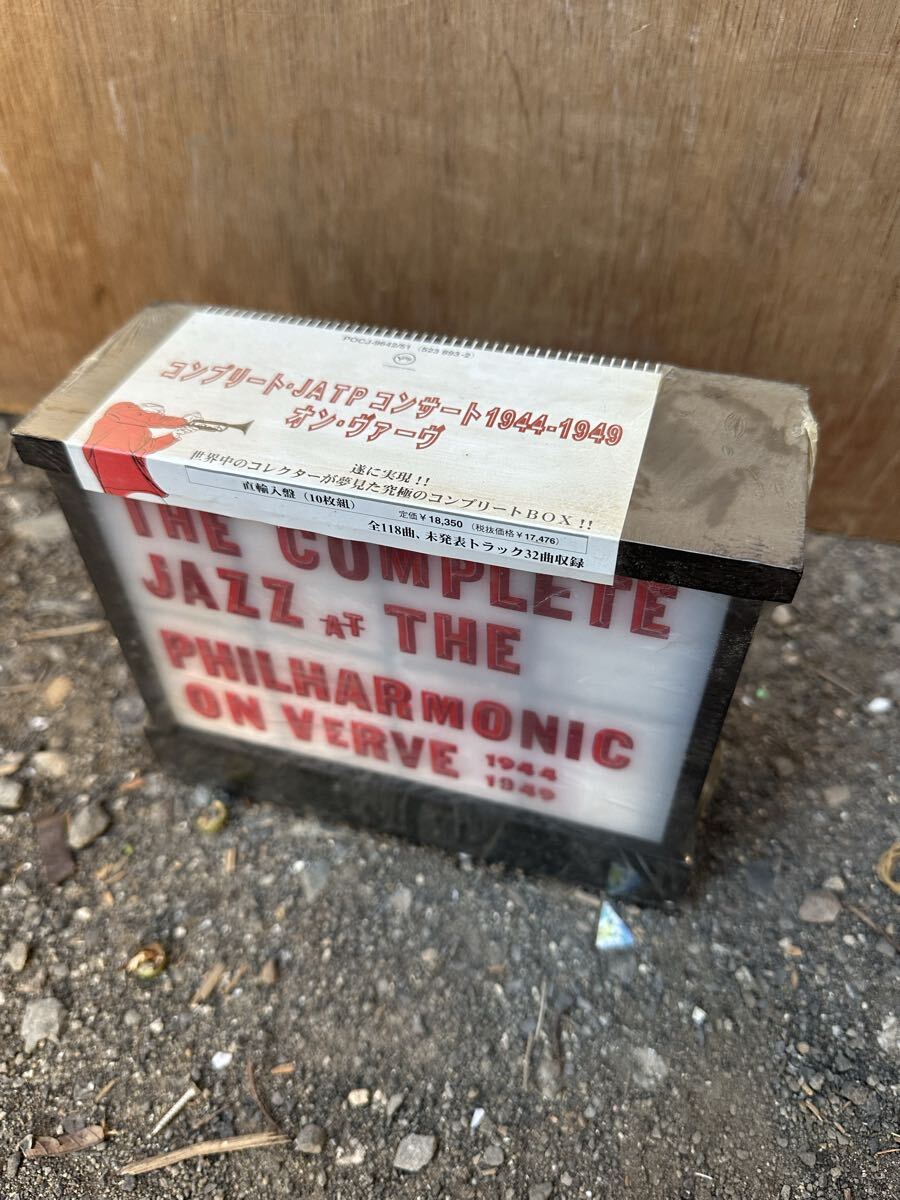 POCJ-9642/51 (523 893-2)
コンプリート・JATPコンサート1944-1949
オン・ヴァーヴ
遂に実現!!
世界中のコレクターが夢見た究極のコンプリートBOX!!
直輸入盤(10枚組)
定価¥18,350 (税抜価格¥17,476)
全118曲、未発表トラック32曲収録
THE COMPLETE
JAZZ AT THE
PHILHARMONIC
ON VERVE 1944
1949